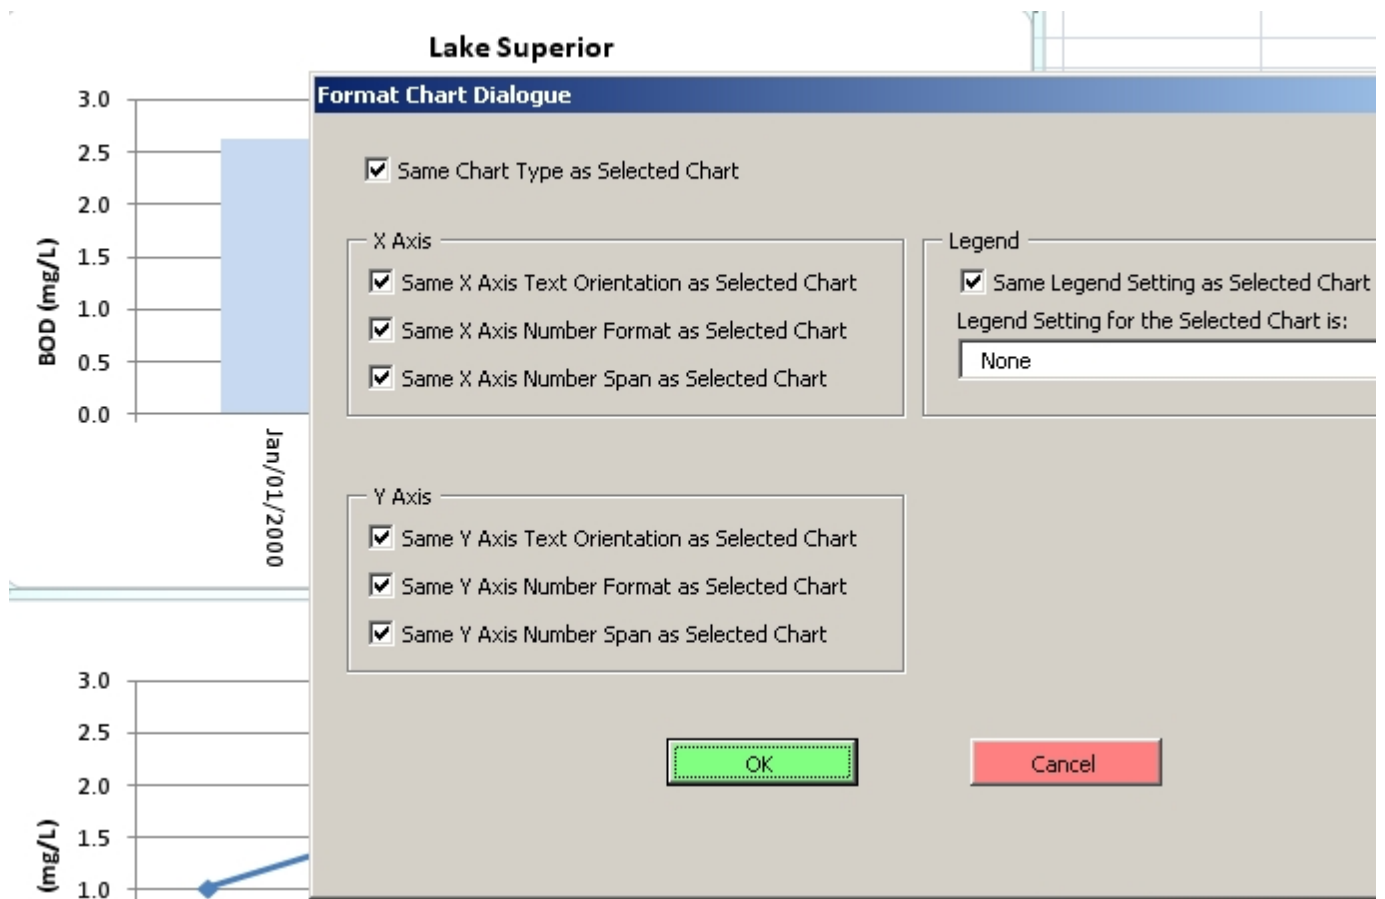 Lake Superior
3.0
2.5
2.0
1.5
1.0
0.5
0.0
BOD (mg/L)
Jan/01/2000
Format Chart Dialogue
Same Chart Type as Selected Chart
X Axis
Same X Axis Text Orientation as Selected Chart
Same X Axis Number Format as Selected Chart
Same X Axis Number Span as Selected Chart
Legend
Same Legend Setting as Selected Chart
Legend Setting for the Selected Chart is:
None
Y Axis
Same Y Axis Text Orientation as Selected Chart
Same Y Axis Number Format as Selected Chart
Same Y Axis Number Span as Selected Chart
OK
Cancel
3.0
2.5
2.0
1.5
1.0
(mg/L)